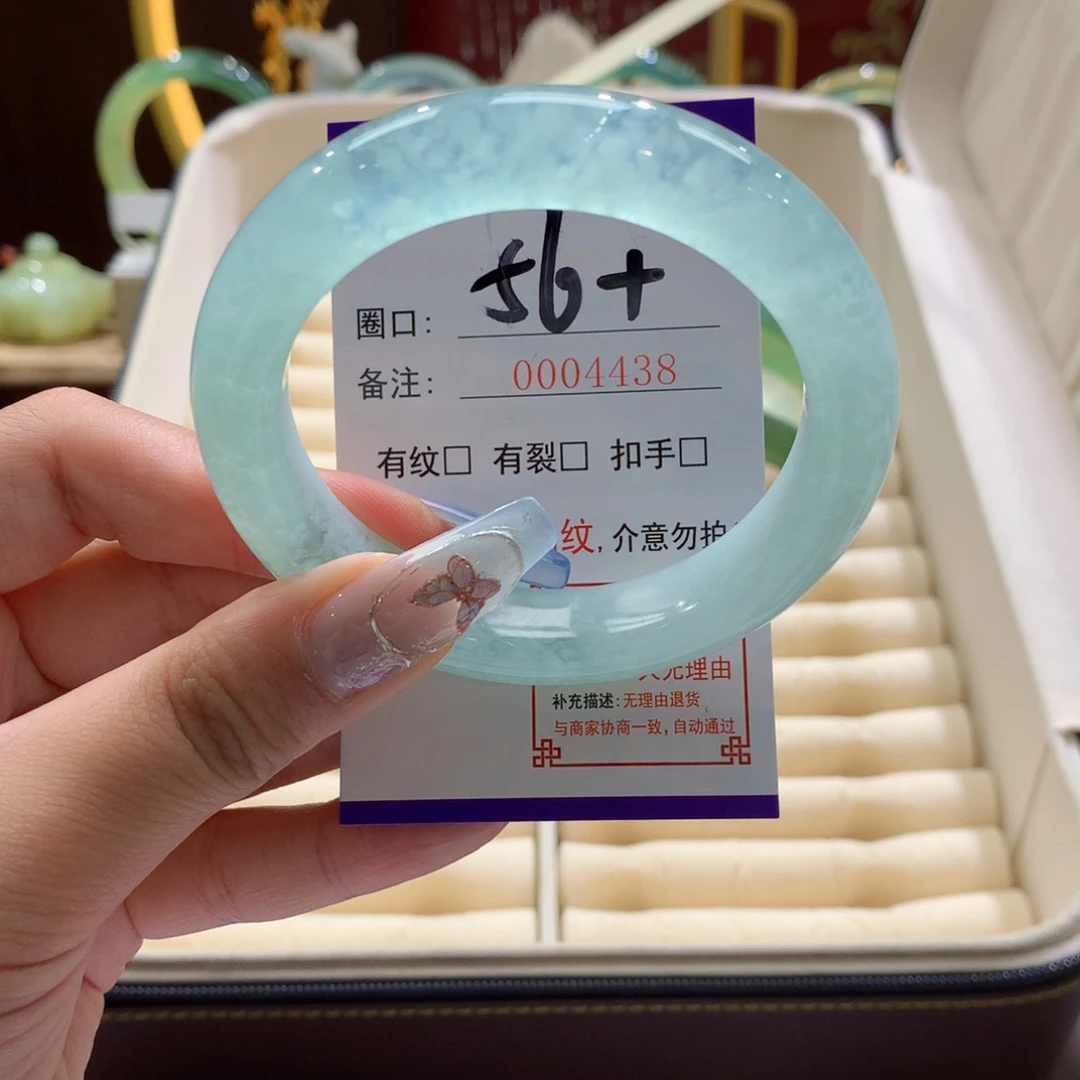 圈口: 56+
备注: 0004438
有纹□ 有裂□ 扣手□
纹,介意勿拍
无理由
补充描述:无理由退货
与商家协商一致,自动通过